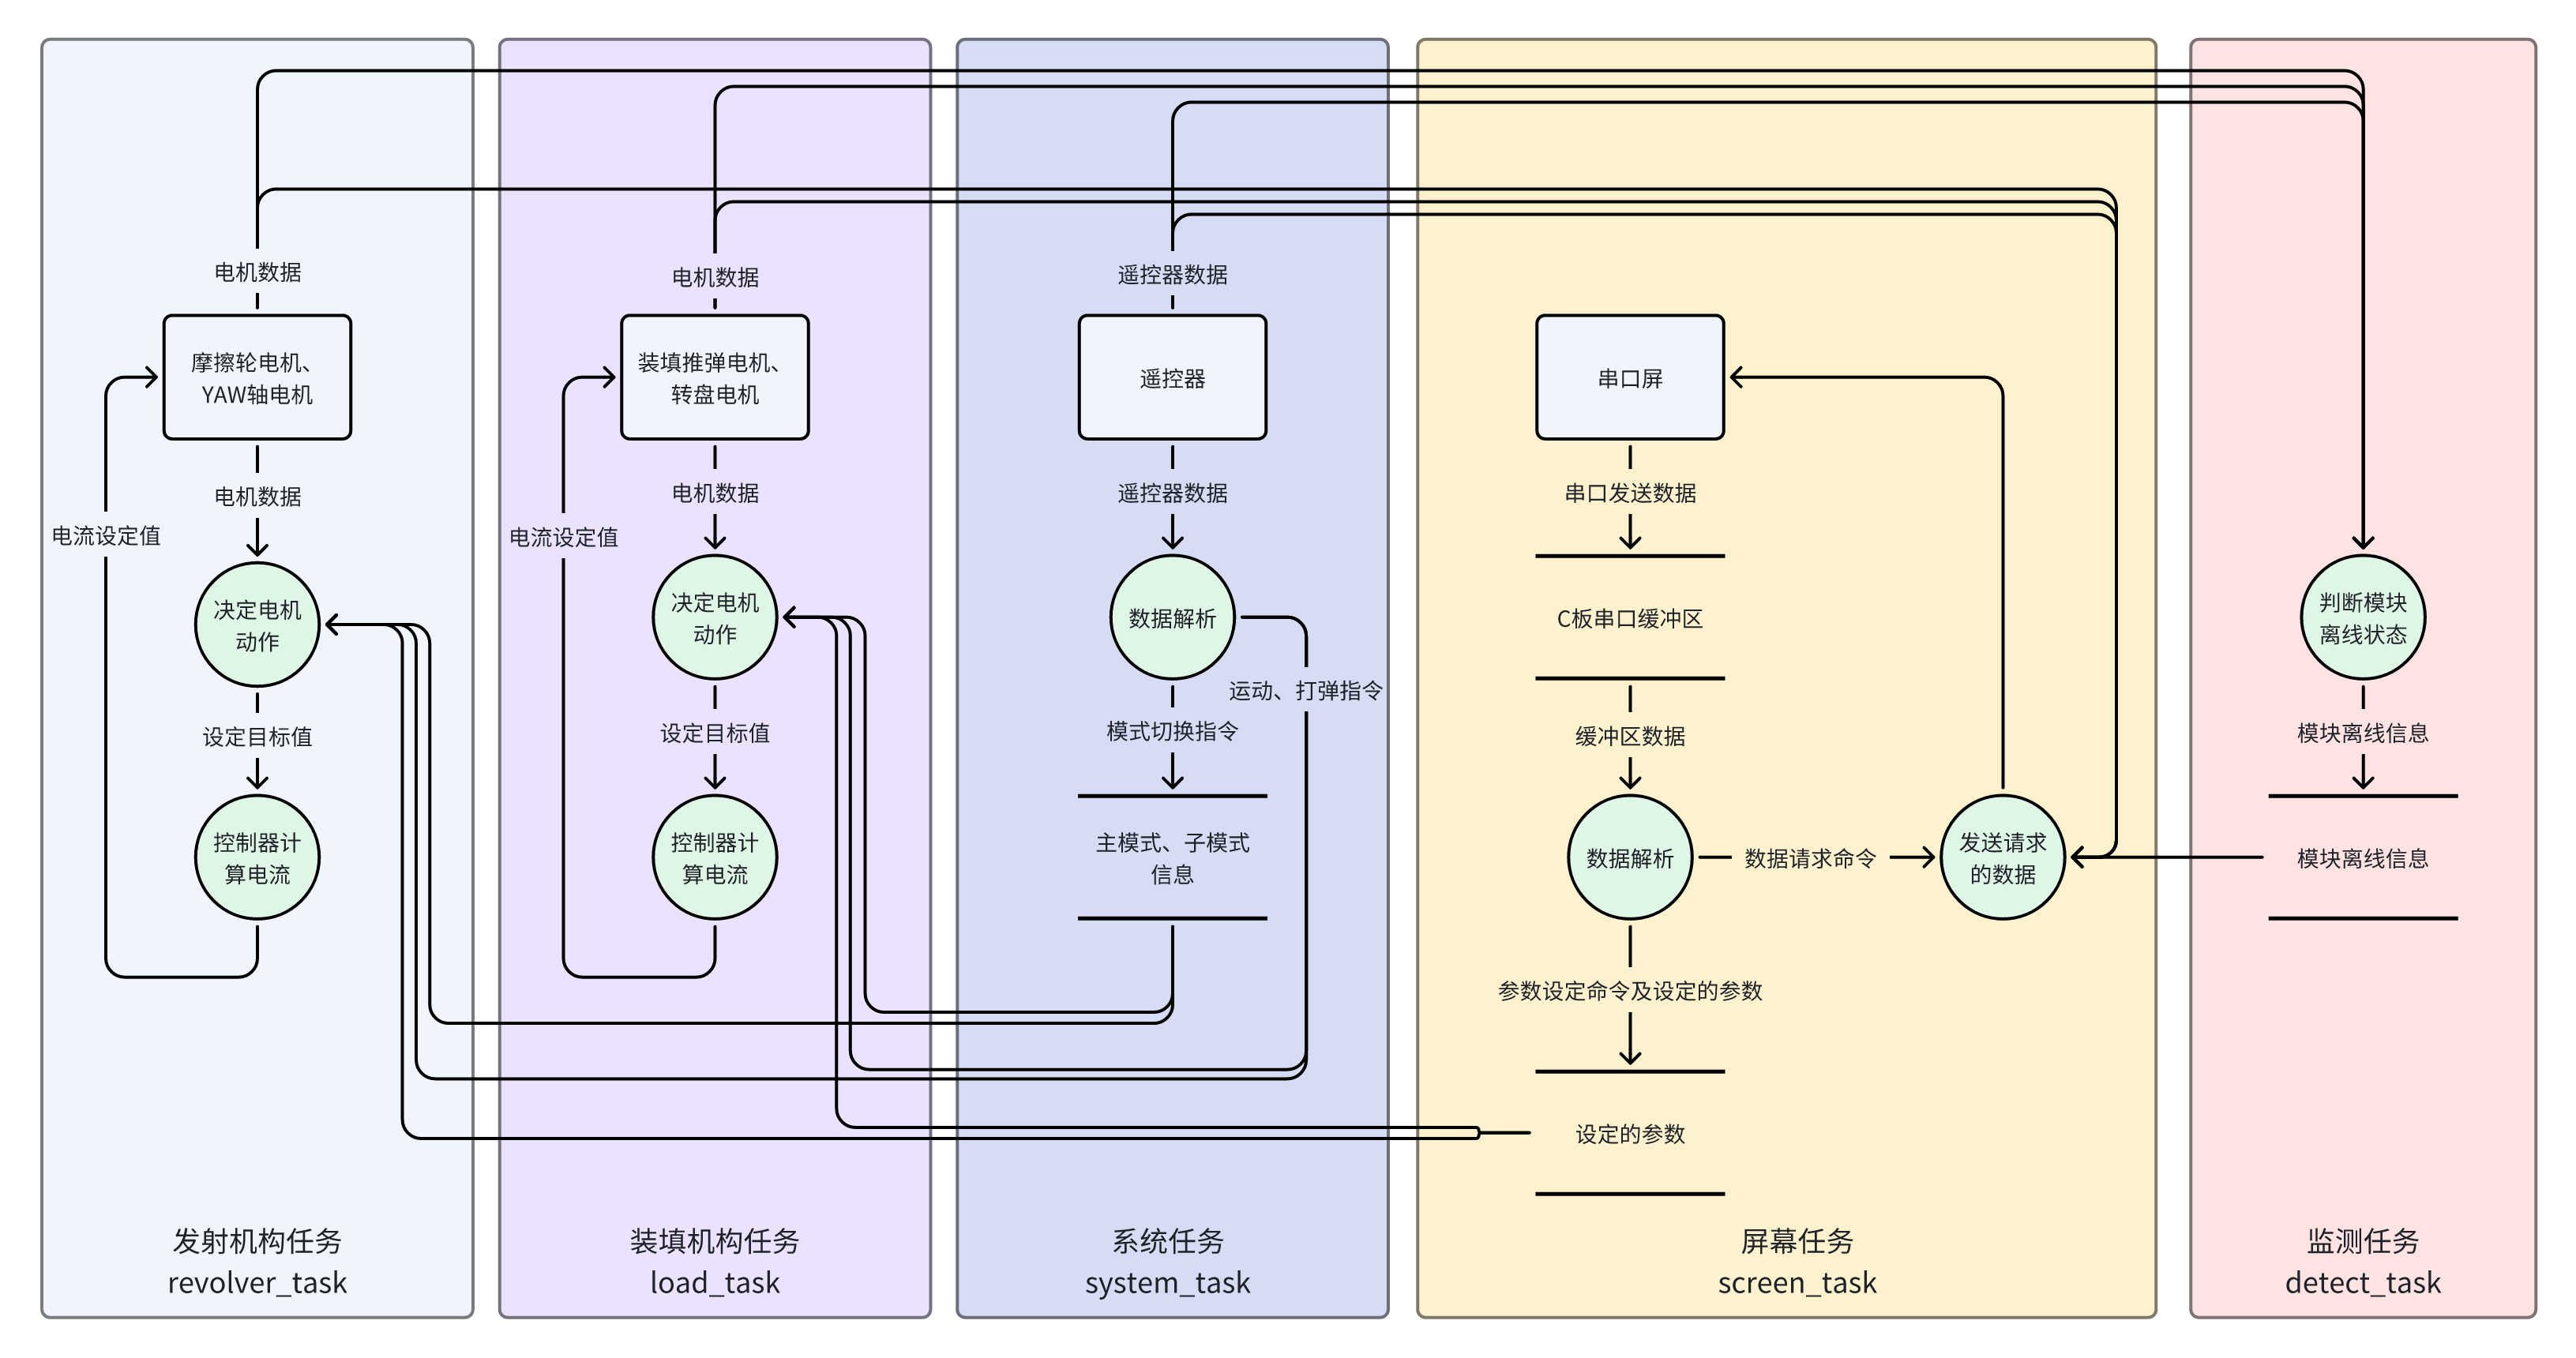 电机数据
摩擦轮电机、
YAW轴电机
电机数据
电流设定值
决定电机
动作
设定目标值
控制器计
算电流
发射机构任务
revolver_task
电机数据
装填推弹电机、
转盘电机
电机数据
电流设定值
决定电机
动作
设定目标值
控制器计
算电流
装填机构任务
load_task
遥控器数据
遥控器
遥控器数据
数据解析
运动、打弹指令
模式切换指令
主模式、子模式
信息
系统任务
system_task
串口屏
串口发送数据
C板串口缓冲区
缓冲区数据
数据解析
数据请求命令
发送请求
的数据
参数设定命令及设定的参数
设定的参数
屏幕任务
screen_task
判断模块
离线状态
模块离线信息
模块离线信息
监测任务
detect_task